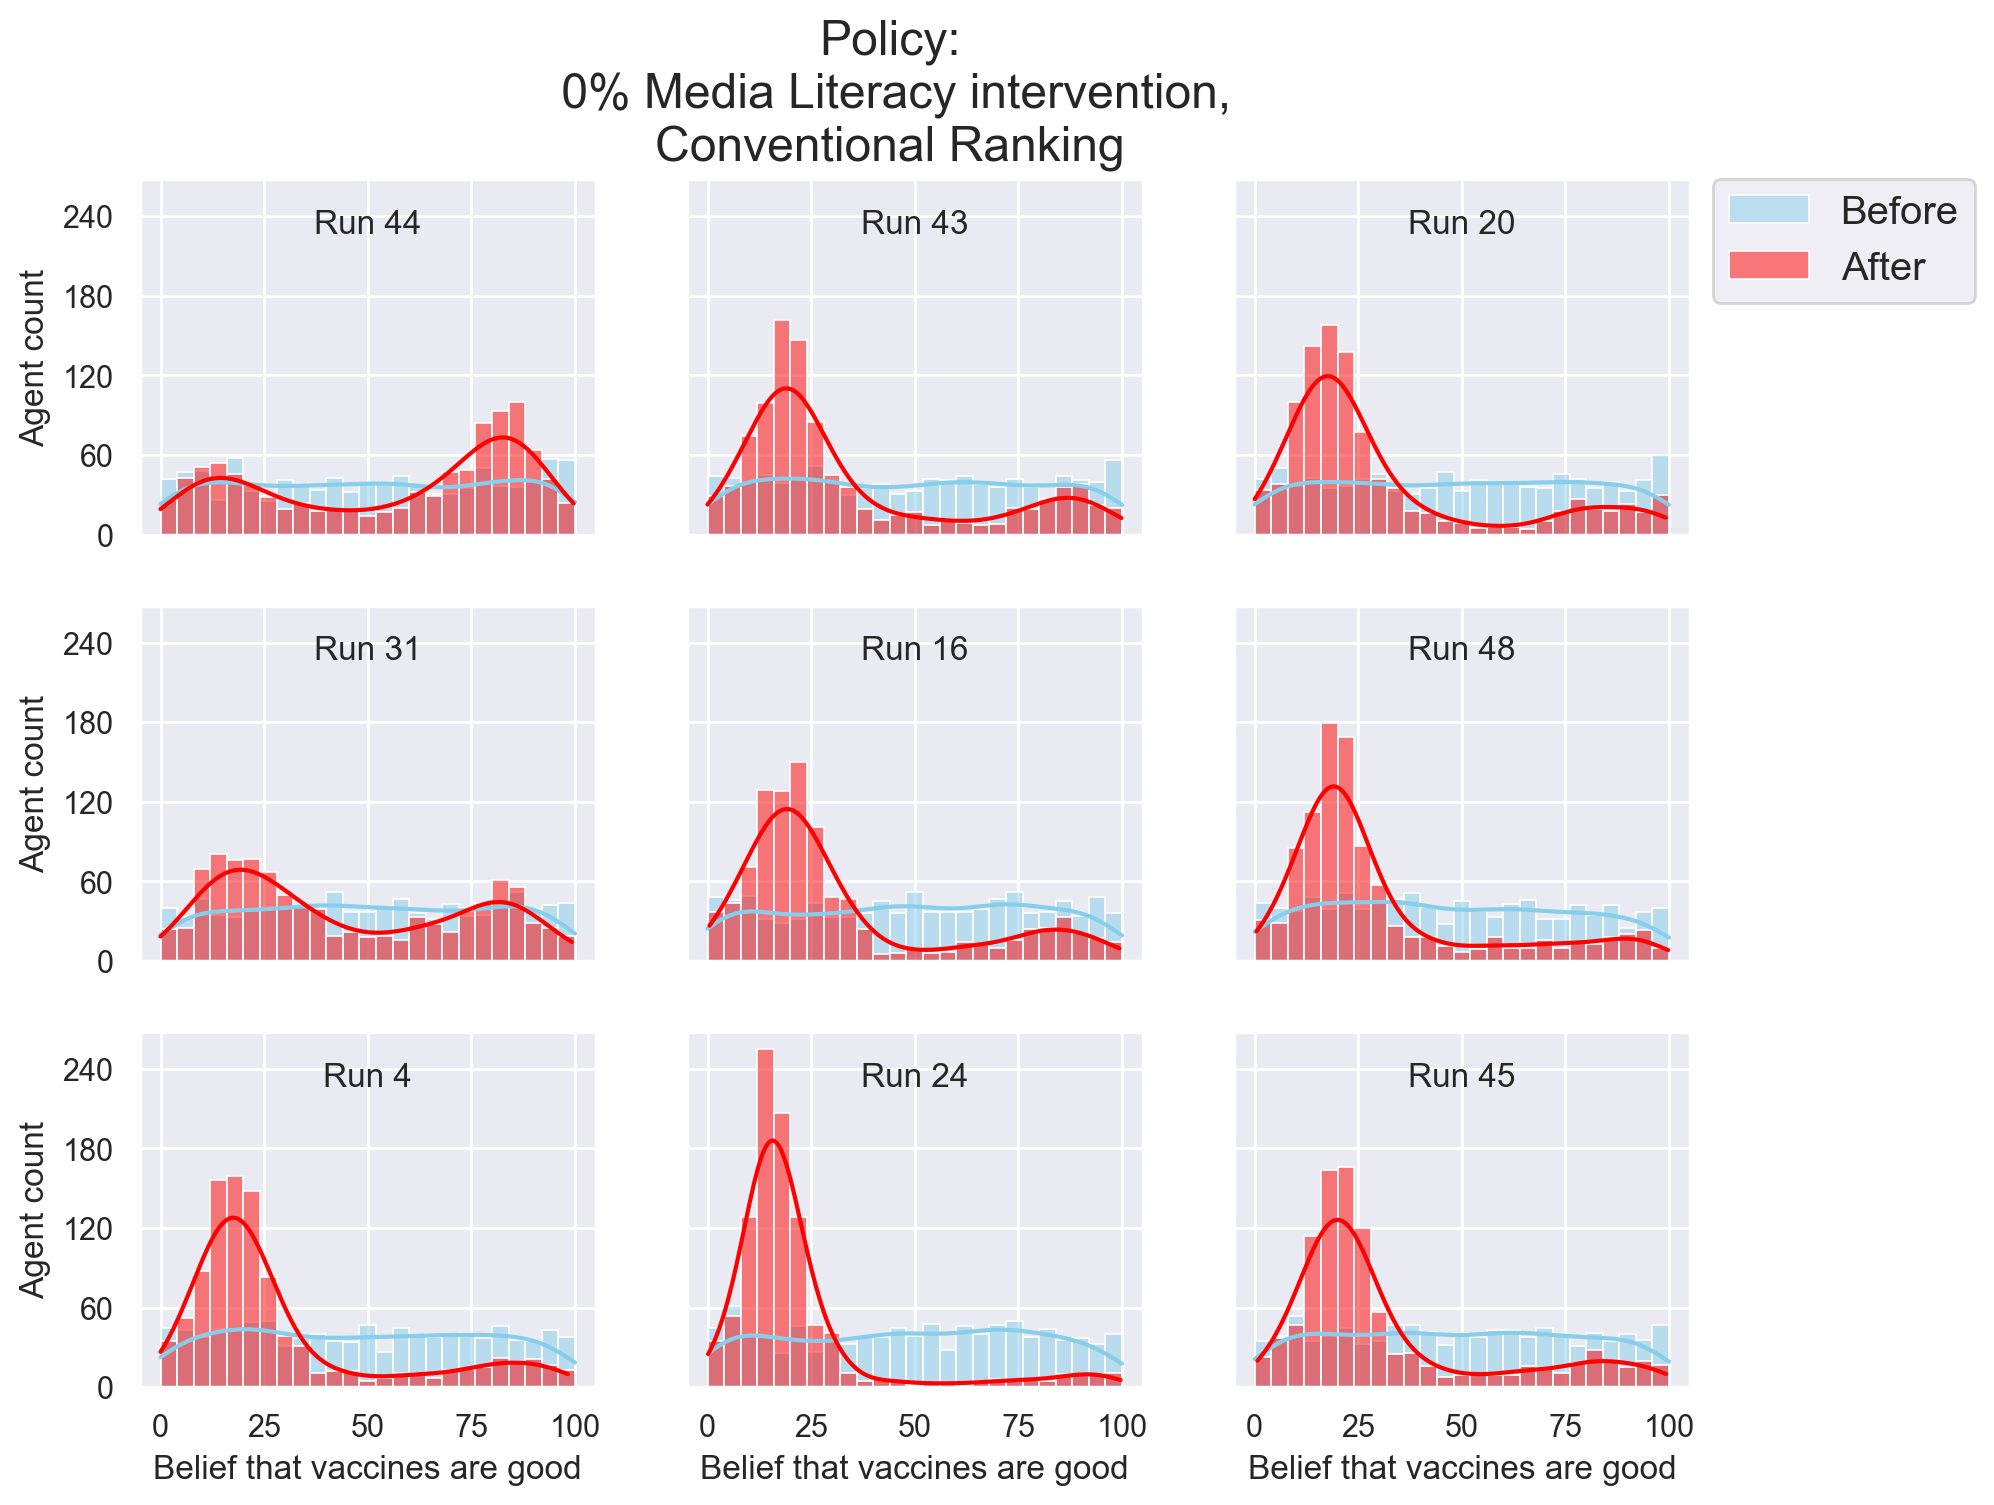 Policy:
0% Media Literacy intervention,
Conventional Ranking
Before
After
Run 44
Run 43
Run 20
240
180
120
60
0
Agent count
Run 31
Run 16
Run 48
240
180
120
60
0
Agent count
Run 4
Run 24
Run 45
240
180
120
60
0
Agent count
0 25 50 75 100
0 25 50 75 100
0 25 50 75 100
Belief that vaccines are good
Belief that vaccines are good
Belief that vaccines are good